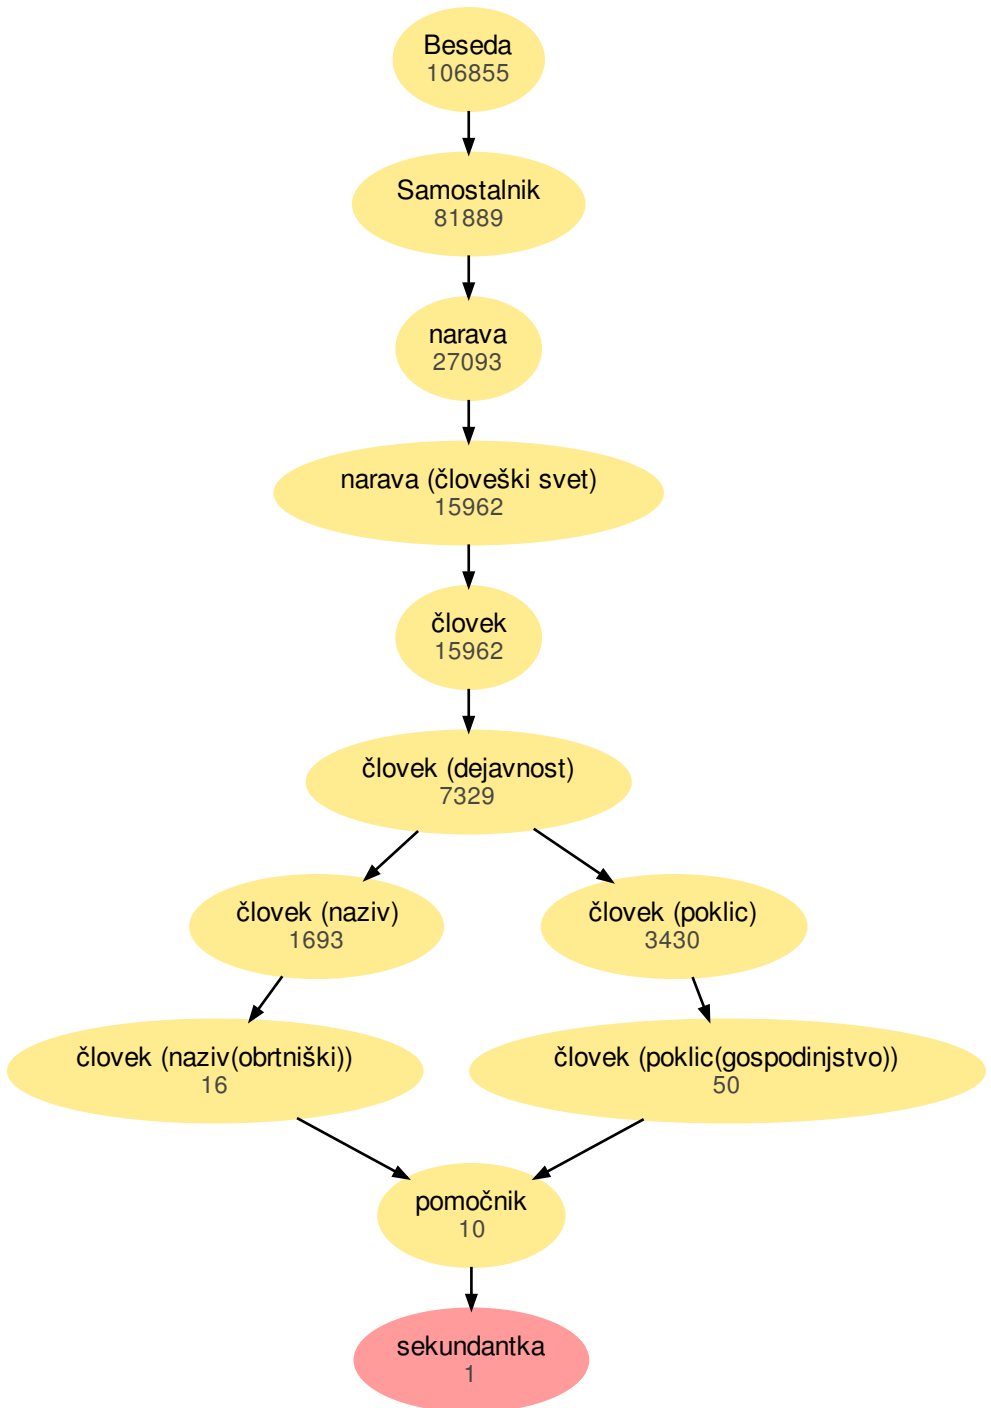 Beseda
106855
Samostalnik
81889
narava
27093
narava (človeški svet)
15962
človek
15962
človek (dejavnost)
7329
človek (naziv)
1693
človek (poklic)
3430
človek (naziv(obrtniški))
16
človek (poklic(gospodinjstvo))
50
pomočnik
10
sekundantka
1